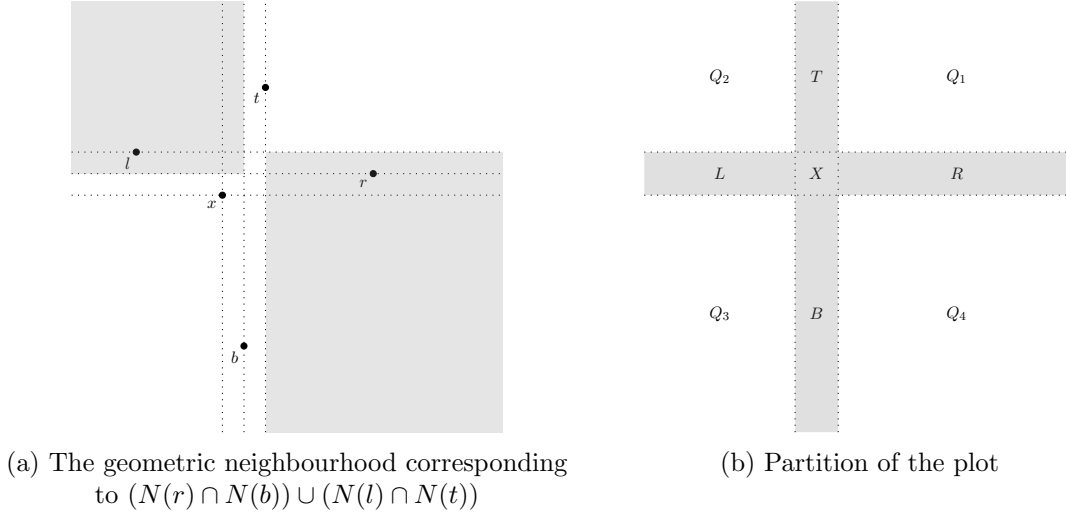 t
l
r
x
b
(a) The geometric neighbourhood corresponding
to (N(r) ∩ N(b)) ∪ (N(l) ∩ N(t))
Q₂ T Q₁
L X R
Q₃ B Q₄
(b) Partition of the plot